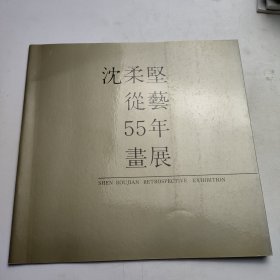 沈柔堅
從藝
55年
畫展
SHEN ROUJIAN RETROSPECTIVE EXHIBITION